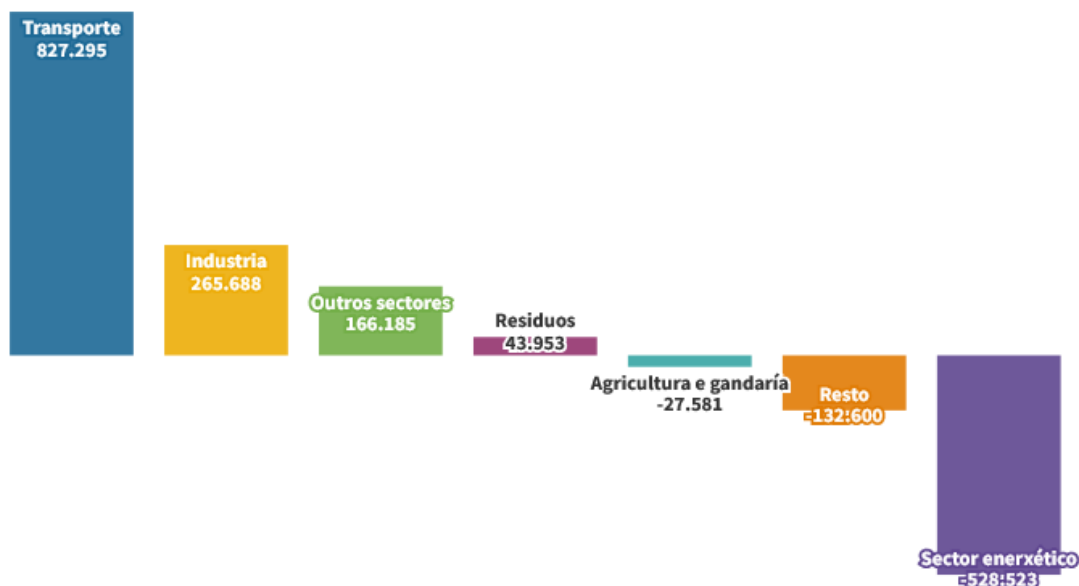 Transporte
827.295
Industria
265.688
Outros sectores
166.185
Residuos
43.953
Agricultura e gandaría
-27.581
Resto
-132.600
Sector enerxético
-528.523